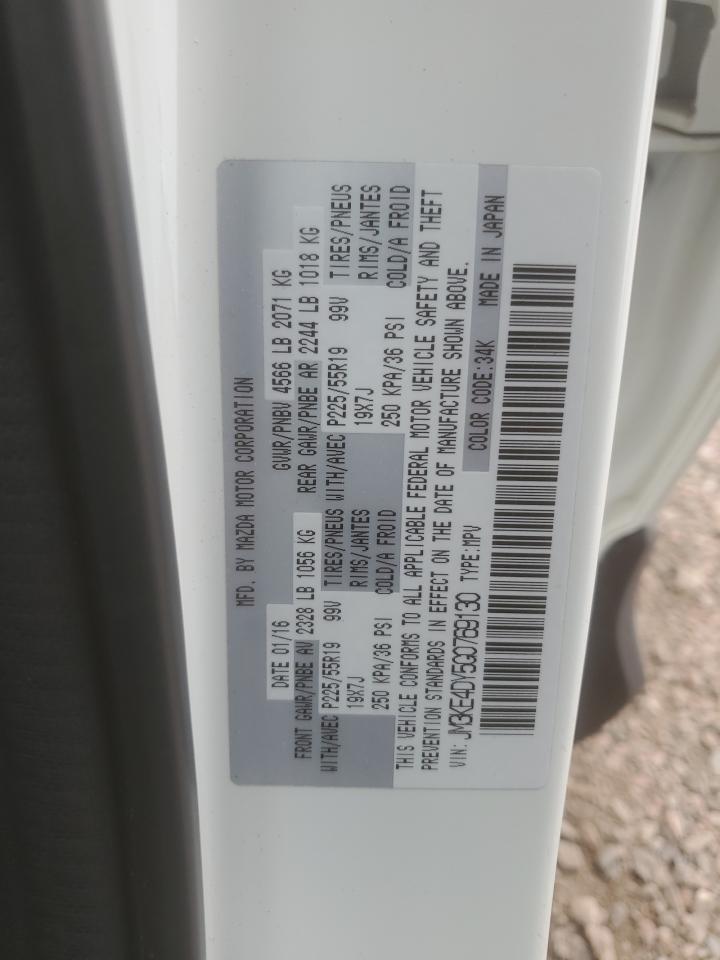 MFD. BY MAZDA MOTOR CORPORATION
DATE 01/16 GVWR/PNBV 4566 LB 2071 KG
FRONT GAWR/PNBE AV 2328 LB 1056 KG REAR GAWR/PNBE AR 2244 LB 1018 KG
WITH/AVEC P225/55R19 99V TIRES/PNEUS WITH/AVEC P225/55R19 99V TIRES/PNEUS
19X7J RIMS/JANTES 19X7J RIMS/JANTES
250 KPA/36 PSI COLD/A FROID 250 KPA/36 PSI COLD/A FROID
THIS VEHICLE CONFORMS TO ALL APPLICABLE FEDERAL MOTOR VEHICLE SAFETY AND THEFT
PREVENTION STANDARDS IN EFFECT ON THE DATE OF MANUFACTURE SHOWN ABOVE.
VIN: JM3KE4DY5G0769130 TYPE:MPV COLOR CODE:34K MADE IN JAPAN